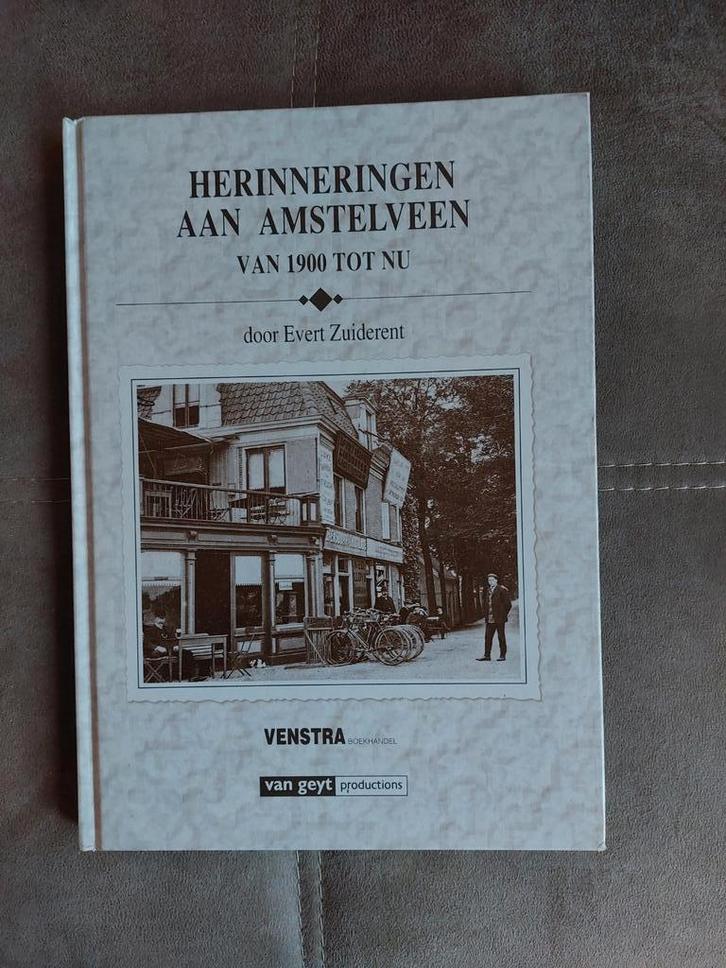 HERINNERINGEN
AAN AMSTELVEEN
VAN 1900 TOT NU
door Evert Zuiderent
VENSTRA BOEKHANDEL
van geyt productions